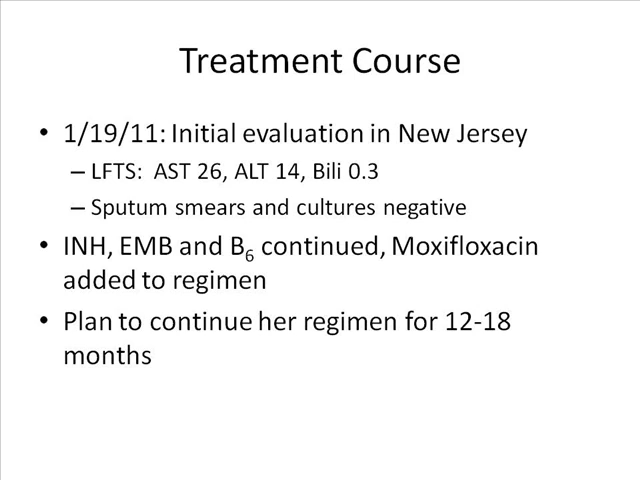 Treatment Course
• 1/19/11: Initial evaluation in New Jersey
– LFTS: AST 26, ALT 14, Bili 0.3
– Sputum smears and cultures negative
• INH, EMB and B6 continued, Moxifloxacin
added to regimen
• Plan to continue her regimen for 12-18
months